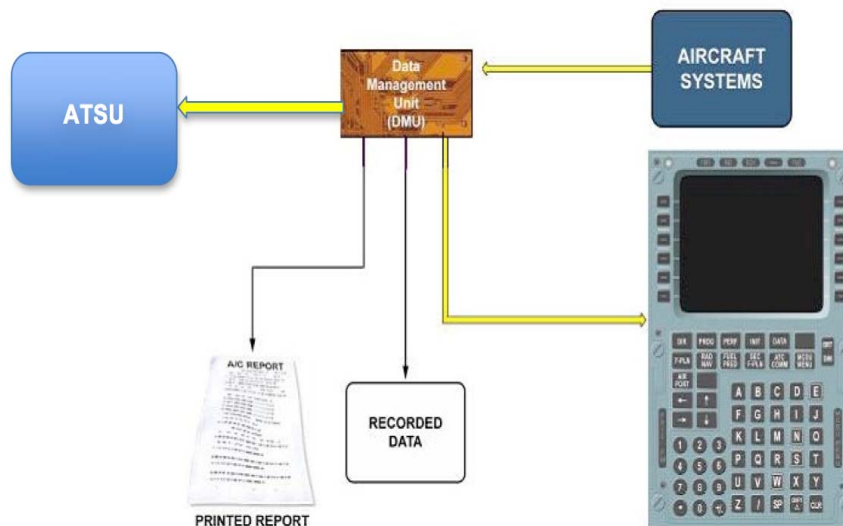 Data
Management
Unit
(DMU)
AIRCRAFT
SYSTEMS
ATSU
A/C REPORT
RECORDED
DATA
PRINTED REPORT
DIR PROG PERF INIT DATA
F-PLN RAD NAV FUEL PRED SEC F-PLN ATC COMM MCDU MENU
AIR PORT
← ↑
→ ↓
A B C D E
F G H I J
K L M N O
P Q R S T
U V W X Y
Z / SP OVFY Δ CLR
1 2 3
4 5 6
7 8 9